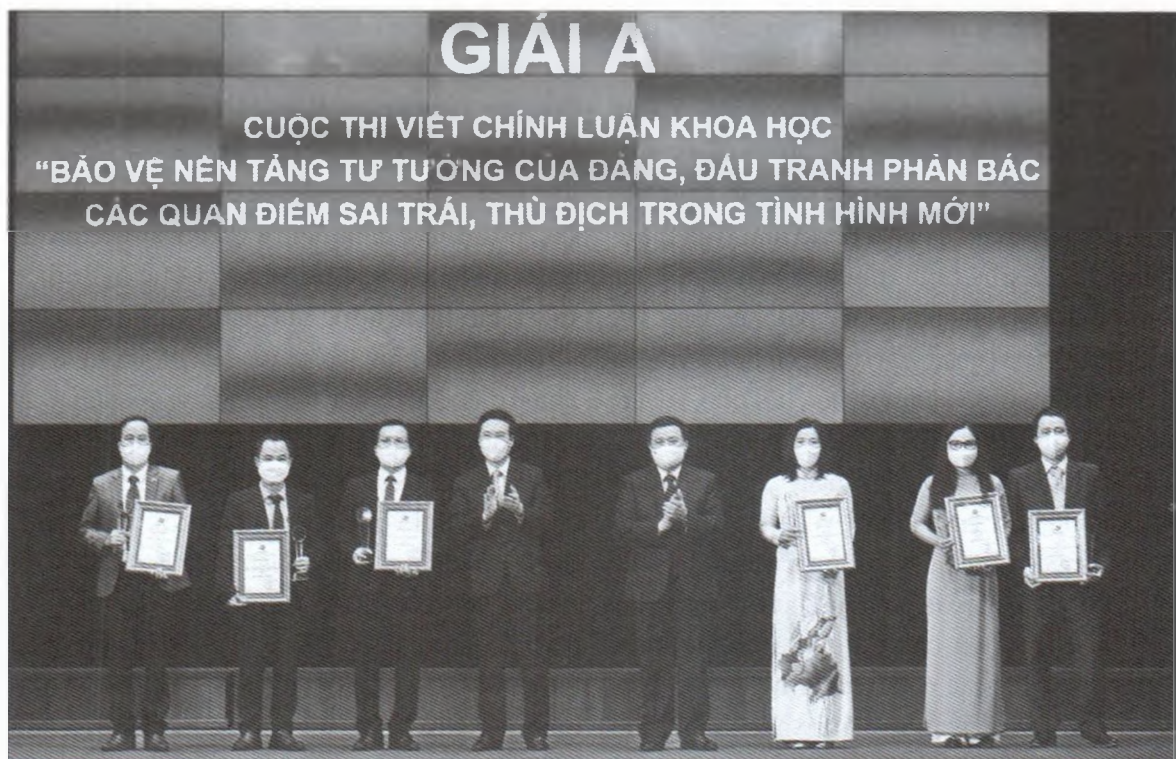 GIẢI A
CUỘC THI VIẾT CHÍNH LUẬN KHOA HỌC
“BẢO VỆ NỀN TẢNG TƯ TƯỞNG CỦA ĐẢNG, ĐẤU TRANH PHẢN BÁC
CÁC QUAN ĐIỂM SAI TRÁI, THÙ ĐỊCH TRONG TÌNH HÌNH MỚI”